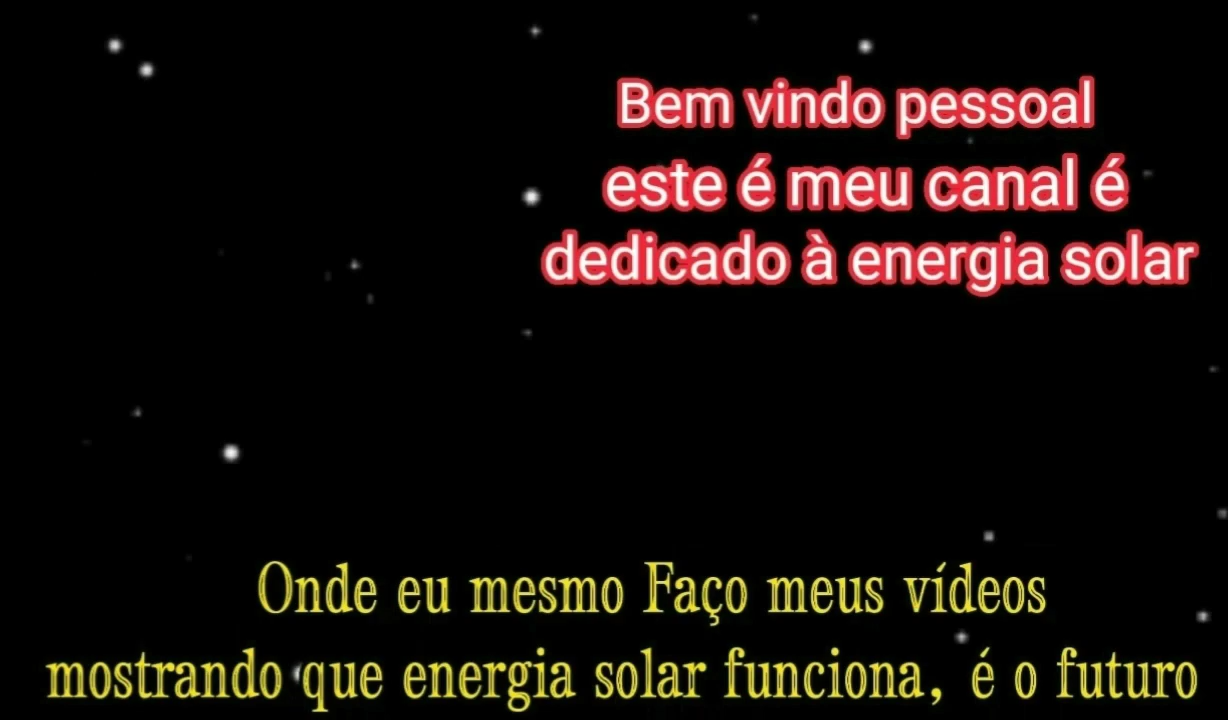 Bem vindo pessoal
este é meu canal é
dedicado à energia solar
Onde eu mesmo Faço meus vídeos
mostrando que energia solar funciona, é o futuro